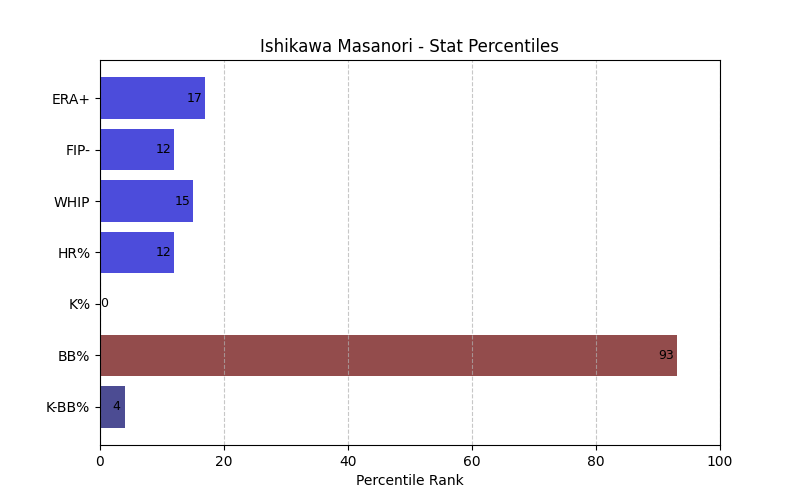 Ishikawa Masanori - Stat Percentiles
ERA+ 17
FIP- 12
WHIP 15
HR% 12
K% 0
BB% 93
K-BB% 4
0 20 40 60 80 100
Percentile Rank